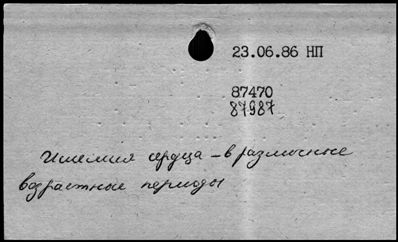 23.06.86 НП
87470
87987
Ишемия сердца – в различные
возрастные периоды